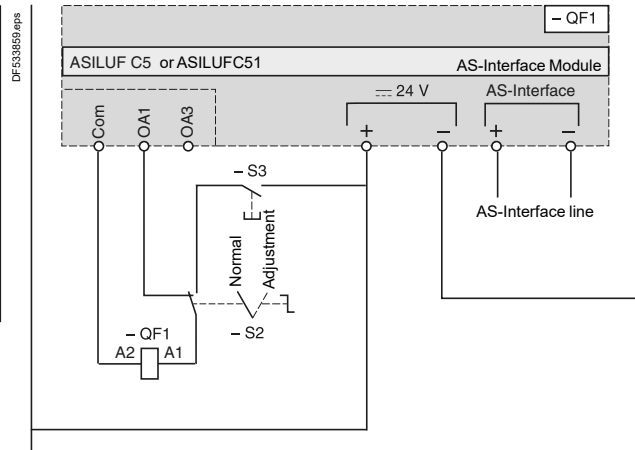 DF533859.eps
– QF1
ASILUF C5 or ASILUFC51
AS-Interface Module
24 V
AS-Interface
Com
OA1
OA3
+
–
+
–
– S3
AS-Interface line
Normal
Adjustment
– S2
– QF1
A2
A1